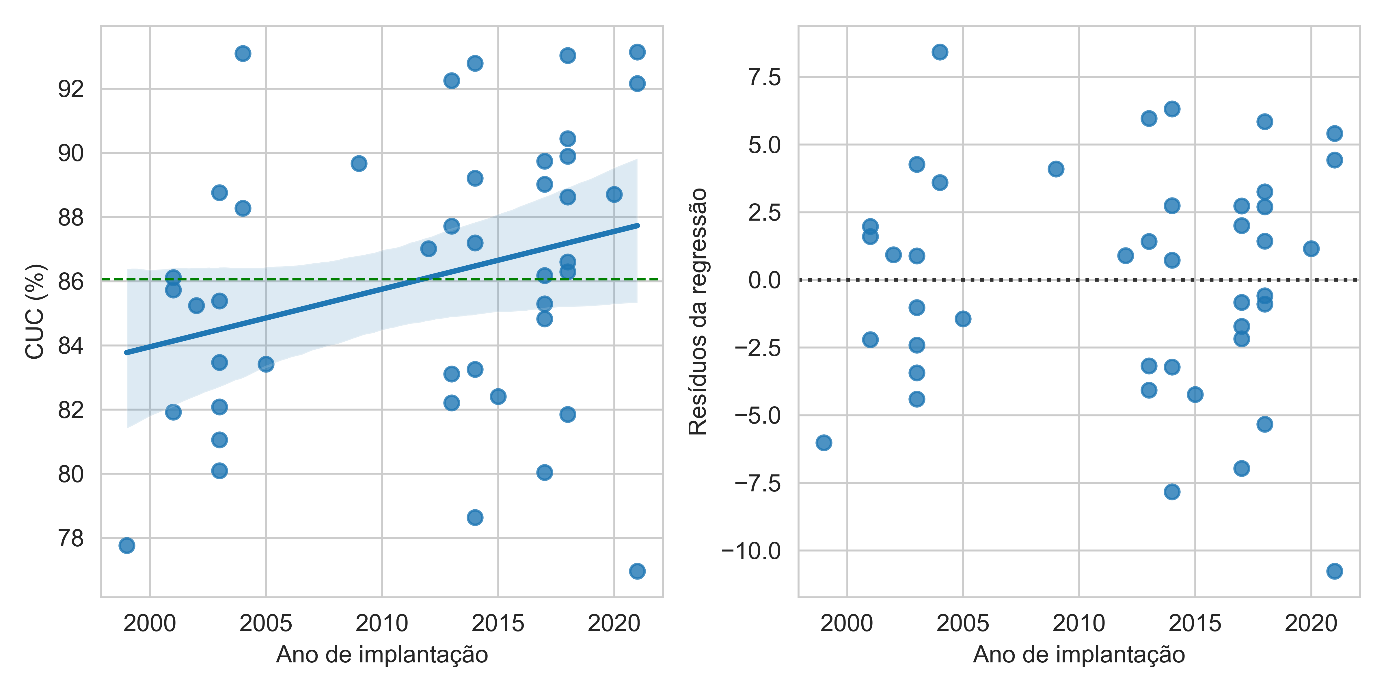 92
90
88
86
84
82
80
78
CUC (%)
2000 2005 2010 2015 2020
Ano de implantação
7.5
5.0
2.5
0.0
−2.5
−5.0
−7.5
−10.0
Resíduos da regressão
2000 2005 2010 2015 2020
Ano de implantação